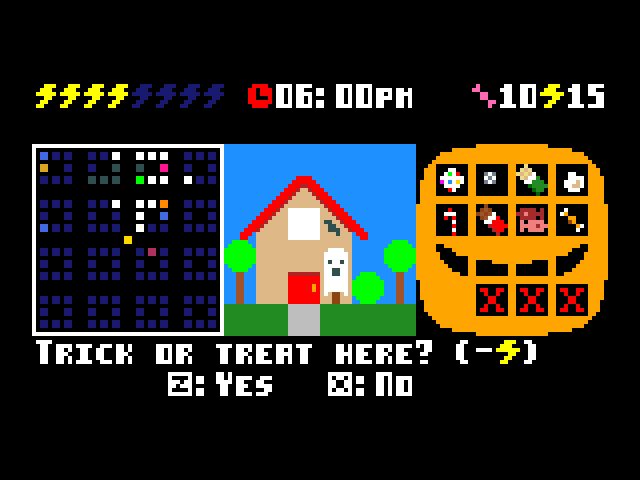 06:00PM 10 15
Trick or treat here? (-⚡)
Z: Yes X: No